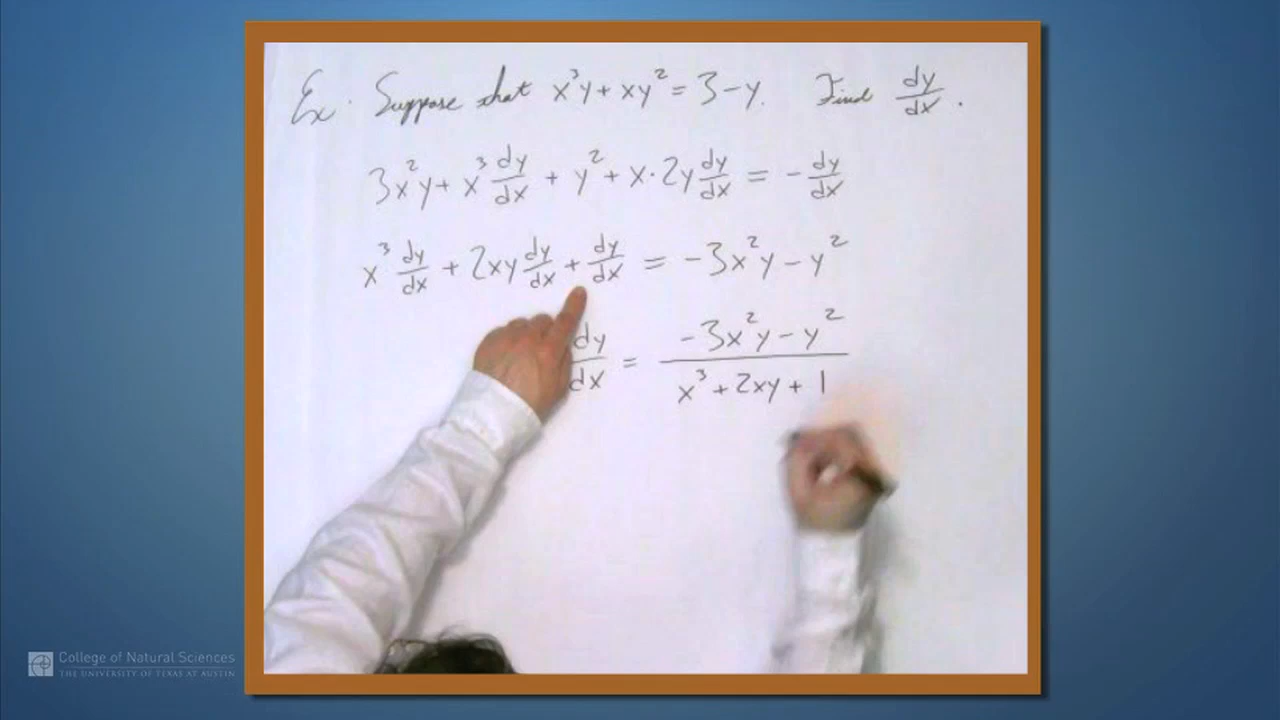 Ex. Suppose that x³y + xy² = 3 - y. Find dy/dx.
3x²y + x³ dy/dx + y² + x · 2y dy/dx = - dy/dx
x³ dy/dx + 2xy dy/dx + dy/dx = -3x²y - y²
dy/dx = (-3x²y - y²)/(x³ + 2xy + 1)
College of Natural Sciences
THE UNIVERSITY OF TEXAS AT AUSTIN